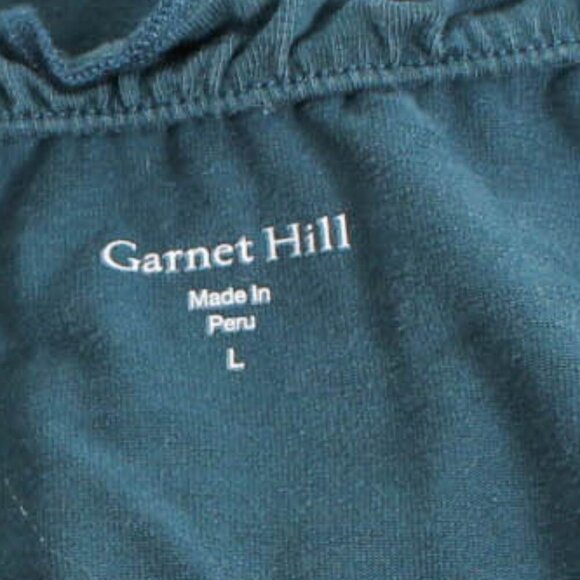 Garnet Hill
Made In
Peru
L